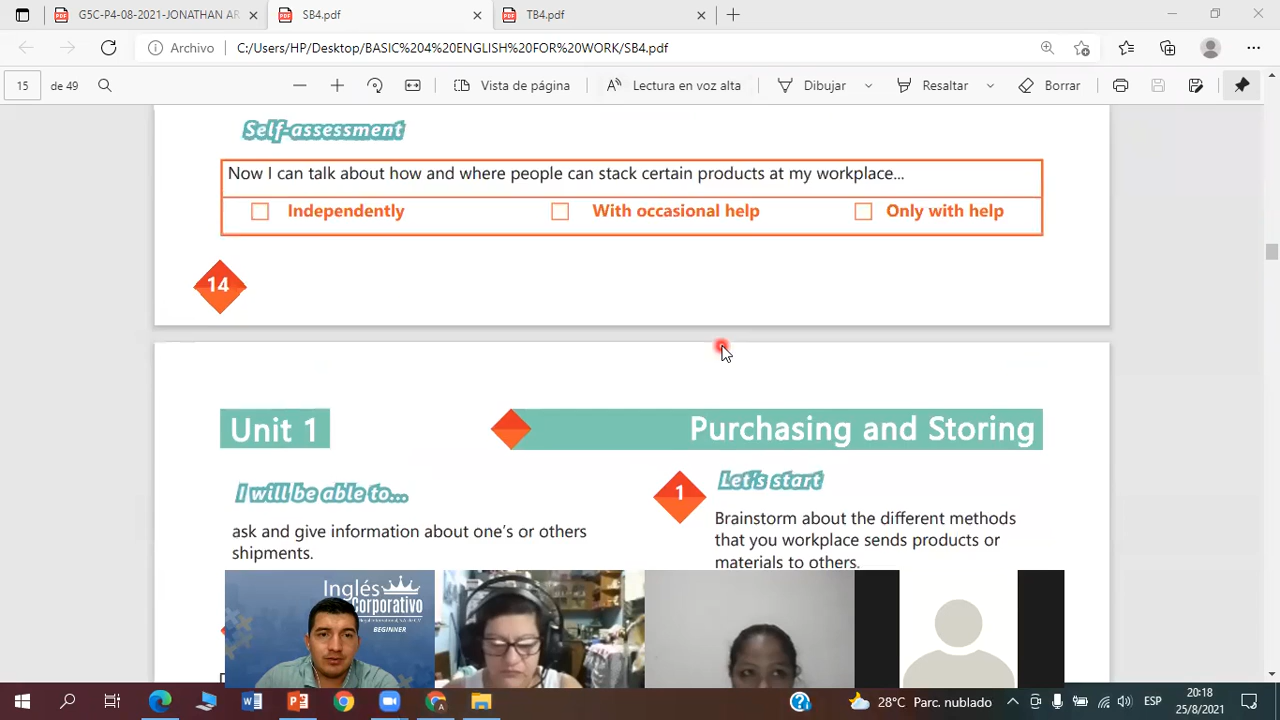 G5C-P4-08-2021-JONATHAN AR
SB4.pdf
TB4.pdf
Archivo
C:/Users/HP/Desktop/BASIC%204%20ENGLISH%20FOR%20WORK/SB4.pdf
15
de 49
Vista de página
Lectura en voz alta
Dibujar
Resaltar
Borrar
Self-assessment
Now I can talk about how and where people can stack certain products at my workplace...
Independently
With occasional help
Only with help
14
Unit 1
Purchasing and Storing
I will be able to...
ask and give information about one's or others
shipments.
1
Let's start
Brainstorm about the different methods
that you workplace sends products or
materials to others.
Inglés
Corporativo
BEGINNER
28°C Parc. nublado
ESP
20:18
25/8/2021